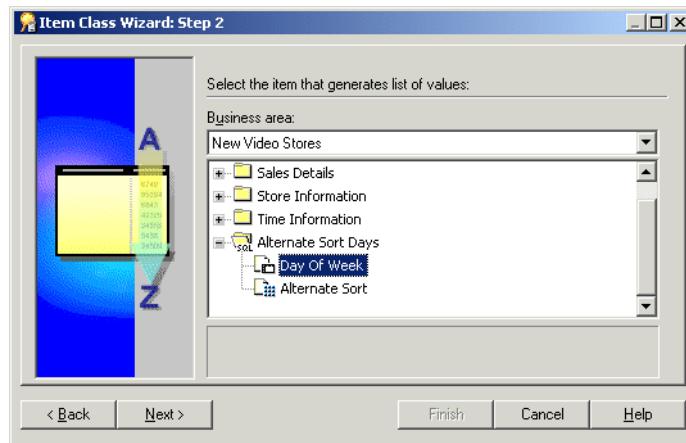 Item Class Wizard: Step 2
Select the item that generates list of values:
Business area:
New Video Stores
Sales Details
Store Information
Time Information
SQL Alternate Sort Days
Day Of Week
Alternate Sort
A
Z
< Back Next > Finish Cancel Help